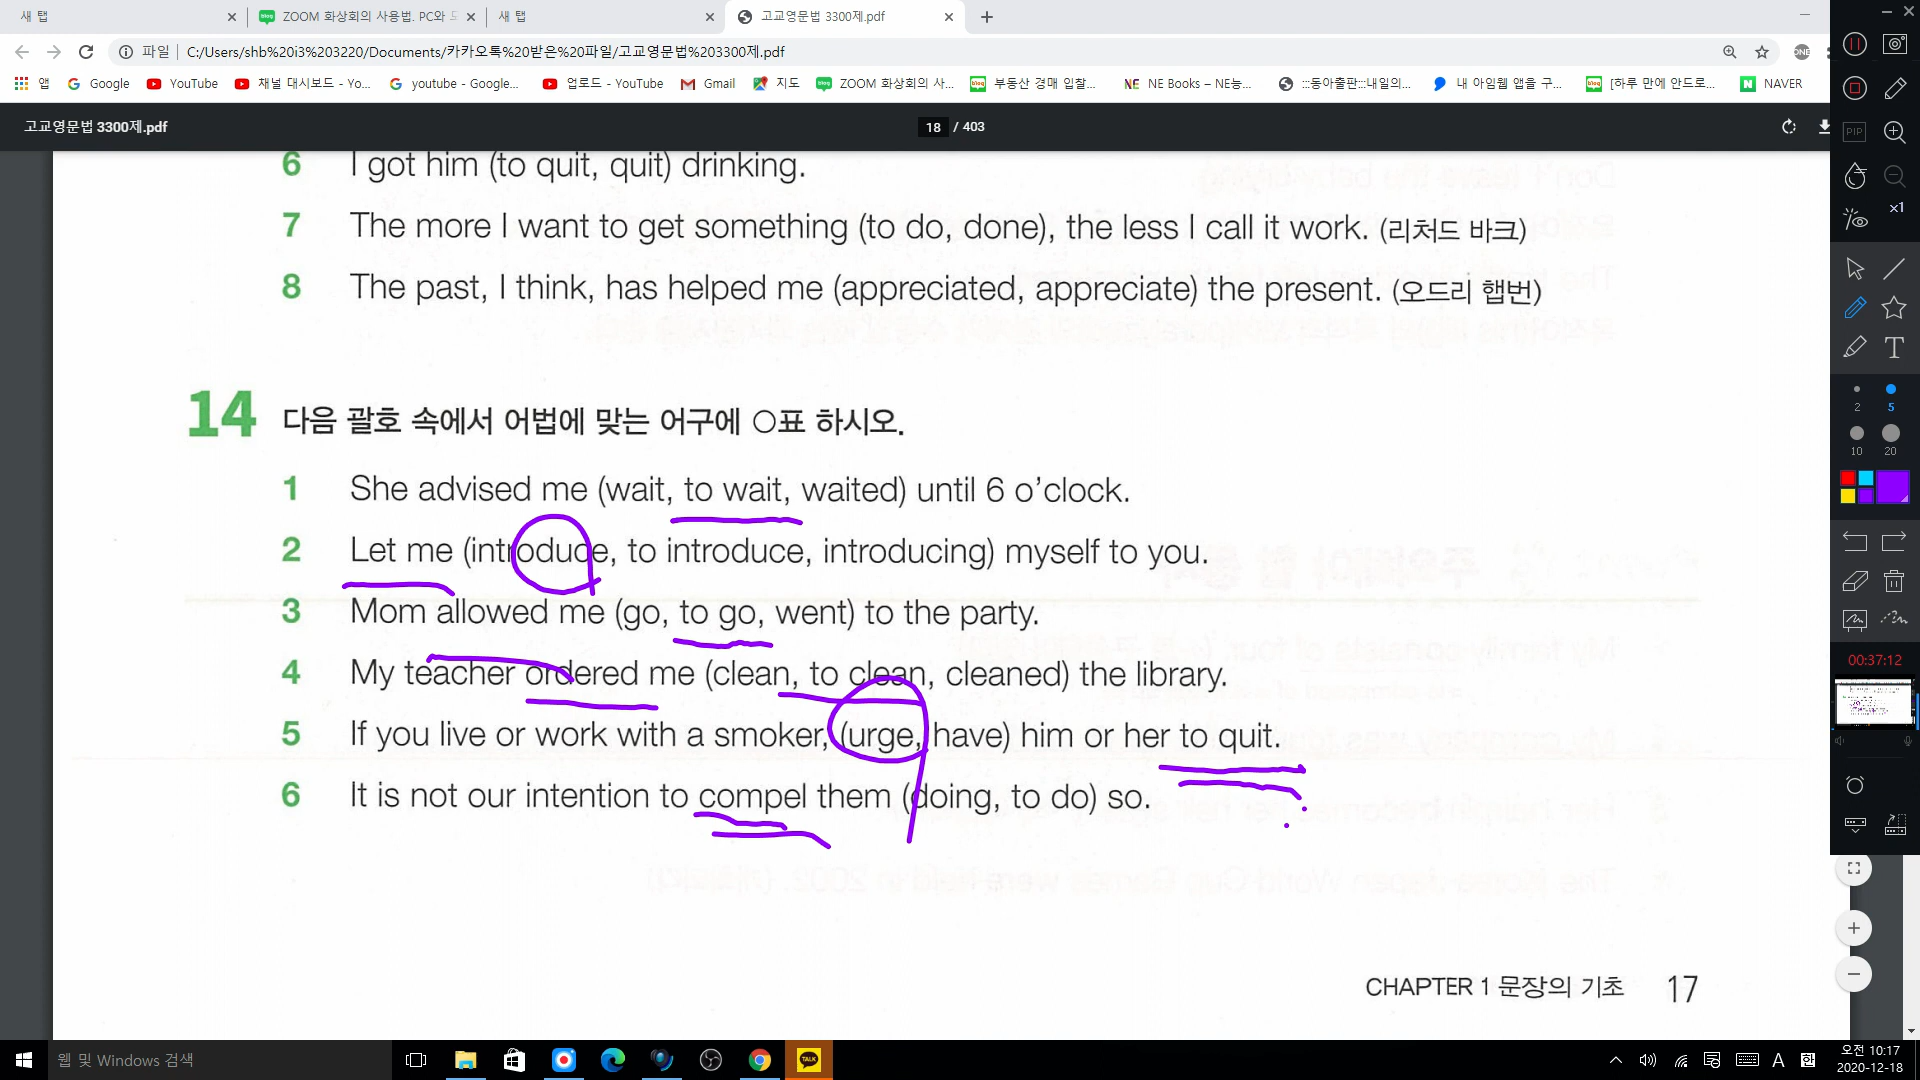 새 탭
ZOOM 화상회의 사용법. PC와
새 탭
고교영문법 3300제.pdf
파일 | C:/Users/shb%20i3%203220/Documents/카카오톡%20받은%20파일/고교영문법%203300제.pdf
앱 Google YouTube 채널 대시보드 - Yo... youtube - Google... 업로드 - YouTube Gmail 지도 ZOOM 화상회의 사... 부동산 경매 입찰... NE Books – NE능... :::동아출판:::내일의... 내 아임웹 앱을 구... [하루 만에 안드로... NAVER
고교영문법 3300제.pdf
18 / 403
6 I got him (to quit, quit) drinking.
7 The more I want to get something (to do, done), the less I call it work. (리처드 바크)
8 The past, I think, has helped me (appreciated, appreciate) the present. (오드리 햅번)
14 다음 괄호 속에서 어법에 맞는 어구에 ○표 하시오.
1 She advised me (wait, to wait, waited) until 6 o'clock.
2 Let me (introduce, to introduce, introducing) myself to you.
3 Mom allowed me (go, to go, went) to the party.
4 My teacher ordered me (clean, to clean, cleaned) the library.
5 If you live or work with a smoker, (urge, have) him or her to quit.
6 It is not our intention to compel them (doing, to do) so.
CHAPTER 1 문장의 기초 17
PIP
x1
T
2 5
10 20
00:37:12
웹 및 Windows 검색
TALK
A 한
오전 10:17
2020-12-18